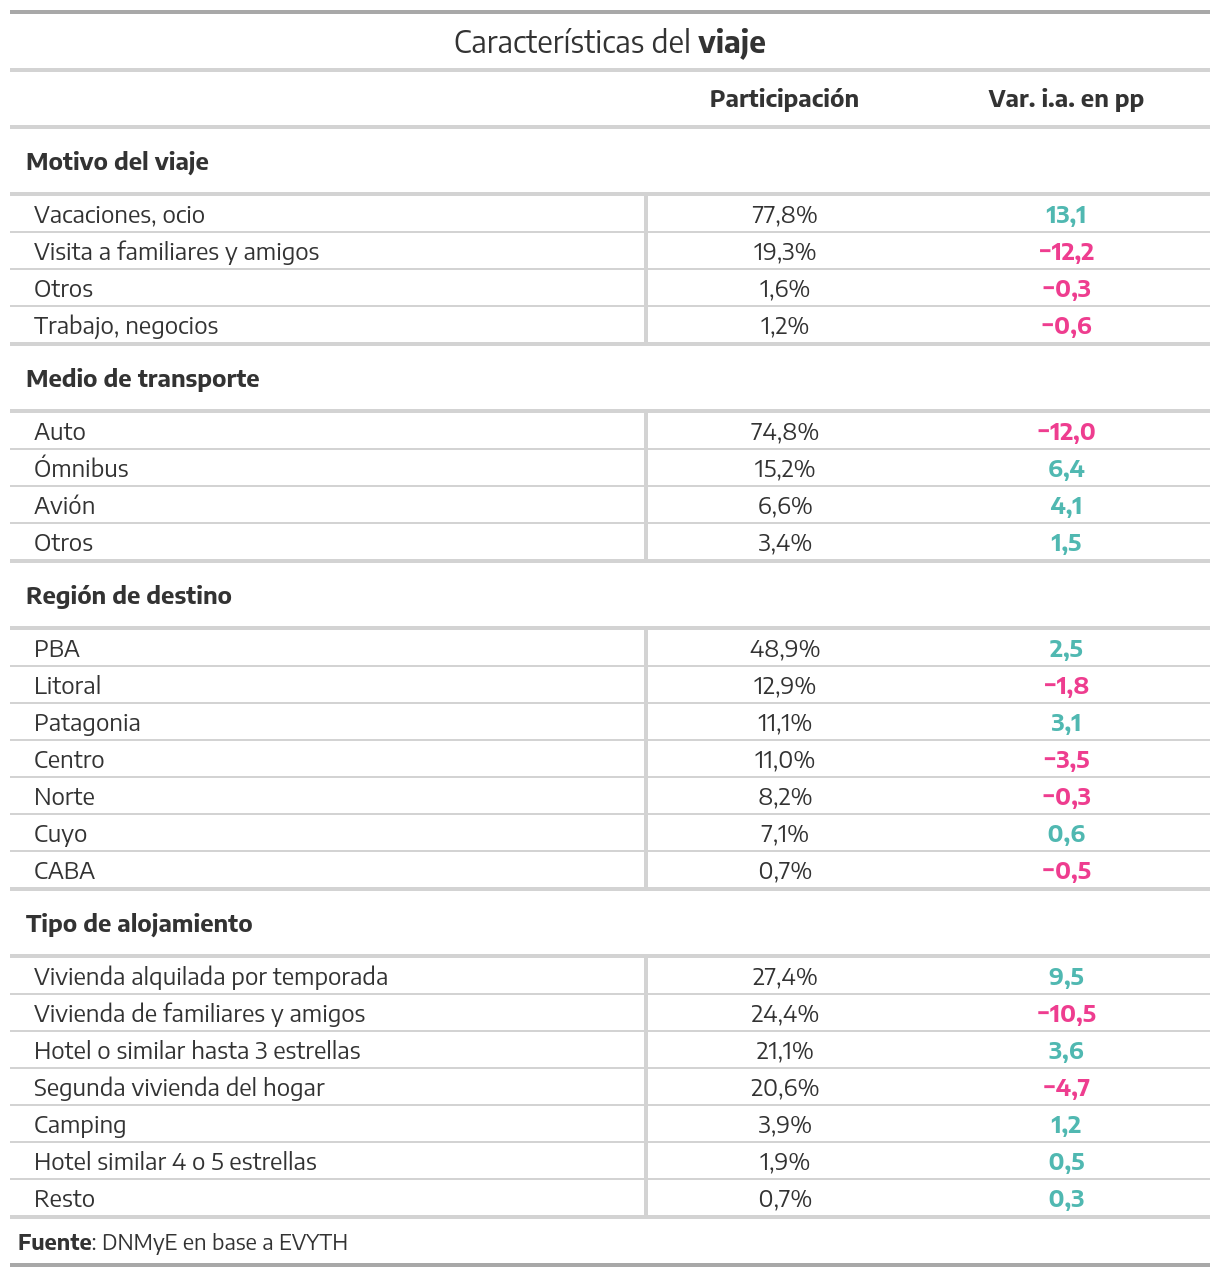 Características del viaje
Participación Var. i.a. en pp
Motivo del viaje
Vacaciones, ocio 77,8% 13,1
Visita a familiares y amigos 19,3% −12,2
Otros 1,6% −0,3
Trabajo, negocios 1,2% −0,6
Medio de transporte
Auto 74,8% −12,0
Ómnibus 15,2% 6,4
Avión 6,6% 4,1
Otros 3,4% 1,5
Región de destino
PBA 48,9% 2,5
Litoral 12,9% −1,8
Patagonia 11,1% 3,1
Centro 11,0% −3,5
Norte 8,2% −0,3
Cuyo 7,1% 0,6
CABA 0,7% −0,5
Tipo de alojamiento
Vivienda alquilada por temporada 27,4% 9,5
Vivienda de familiares y amigos 24,4% −10,5
Hotel o similar hasta 3 estrellas 21,1% 3,6
Segunda vivienda del hogar 20,6% −4,7
Camping 3,9% 1,2
Hotel similar 4 o 5 estrellas 1,9% 0,5
Resto 0,7% 0,3
Fuente: DNMyE en base a EVYTH